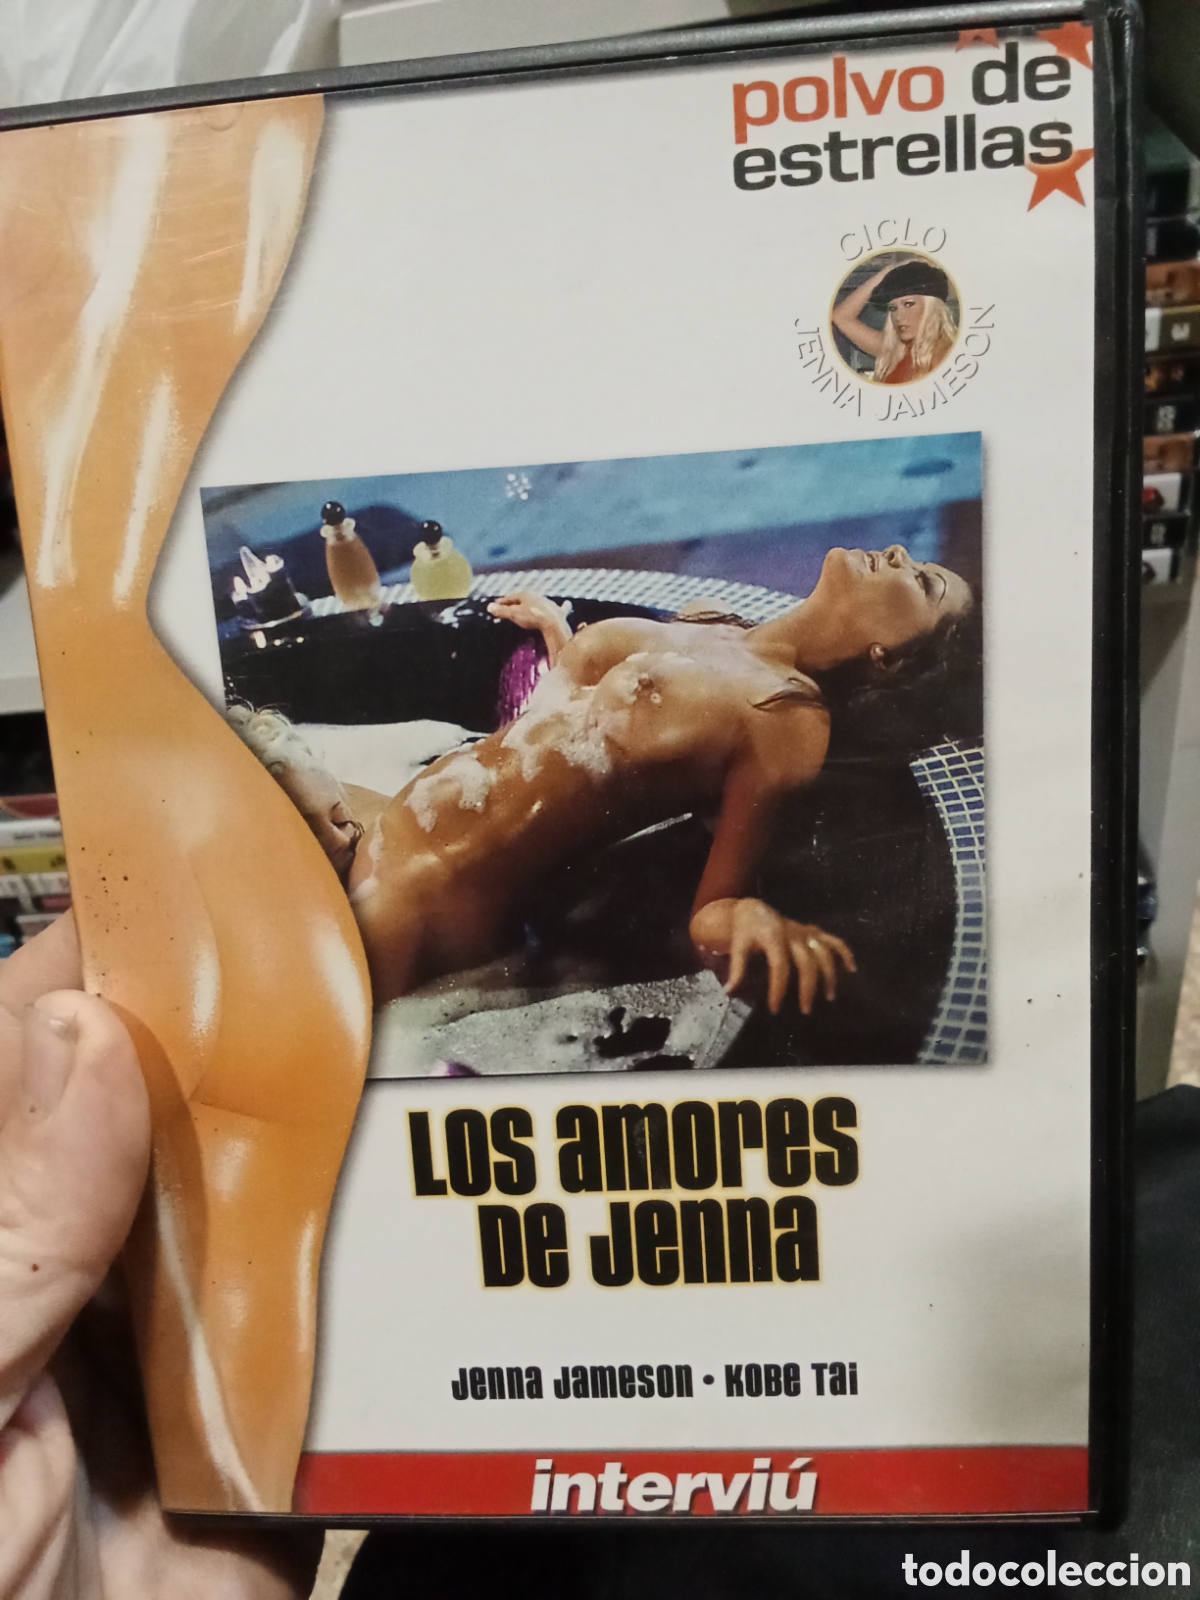 polvo de
estrellas
CICLO
JENNA JAMESON
LOS AMORES
DE JENNA
JENNA JAMESON • KOBE TAI
interviú
todocoleccion